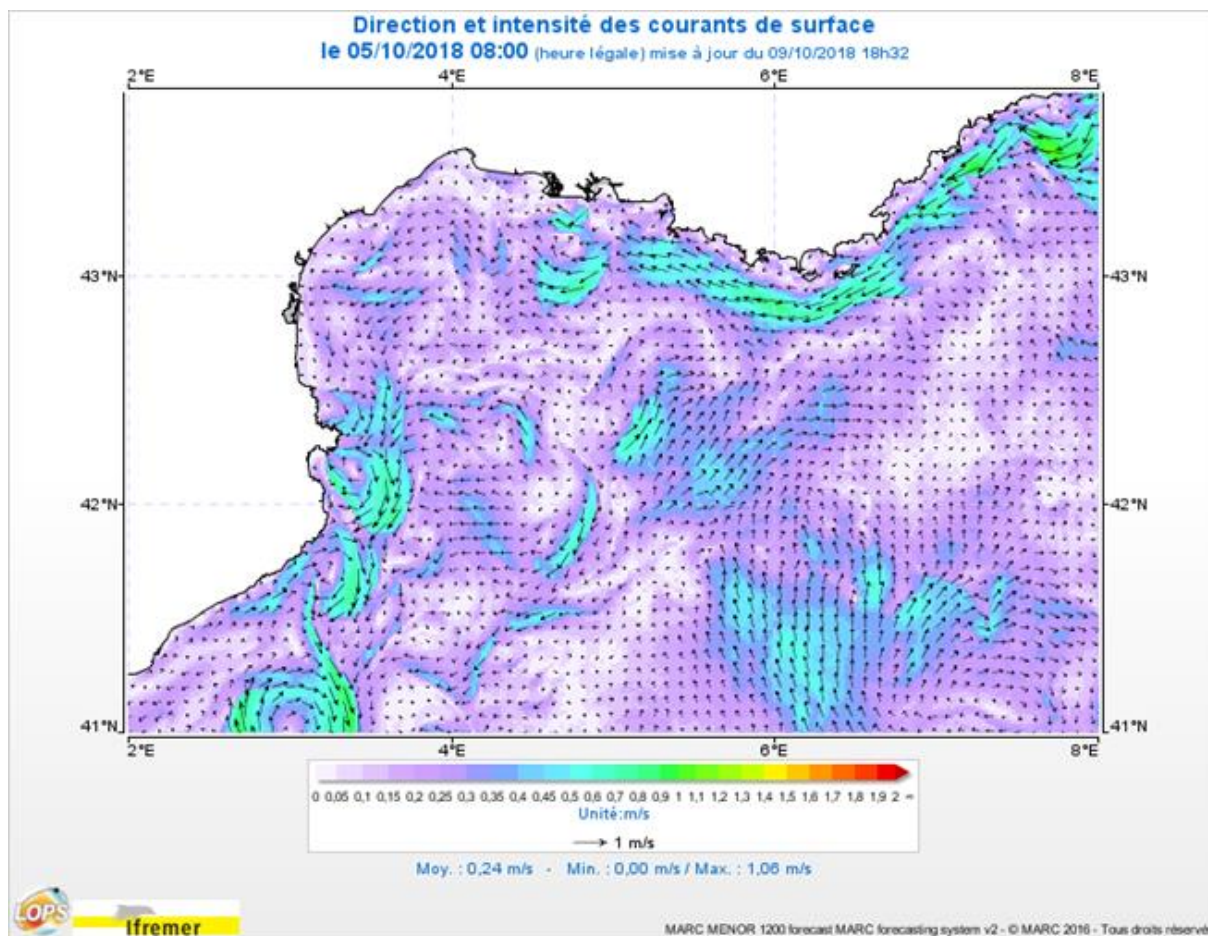 Direction et intensité des courants de surface
le 05/10/2018 08:00 (heure légale) mise à jour du 09/10/2018 18h32
2°E 4°E 6°E 8°E
43°N 43°N
42°N 42°N
41°N 41°N
2°E 4°E 6°E 8°E
0 0,05 0,1 0,15 0,2 0,25 0,3 0,35 0,4 0,45 0,5 0,6 0,7 0,8 0,9 1 1,1 1,2 1,3 1,4 1,5 1,6 1,7 1,8 1,9 2 ∞
Unité:m/s
1 m/s
Moy. : 0,24 m/s - Min. : 0,00 m/s / Max. : 1,06 m/s
LOPS
Ifremer
MARC MENOR 1200 forecast MARC forecasting system v2 - © MARC 2016 - Tous droits réservé